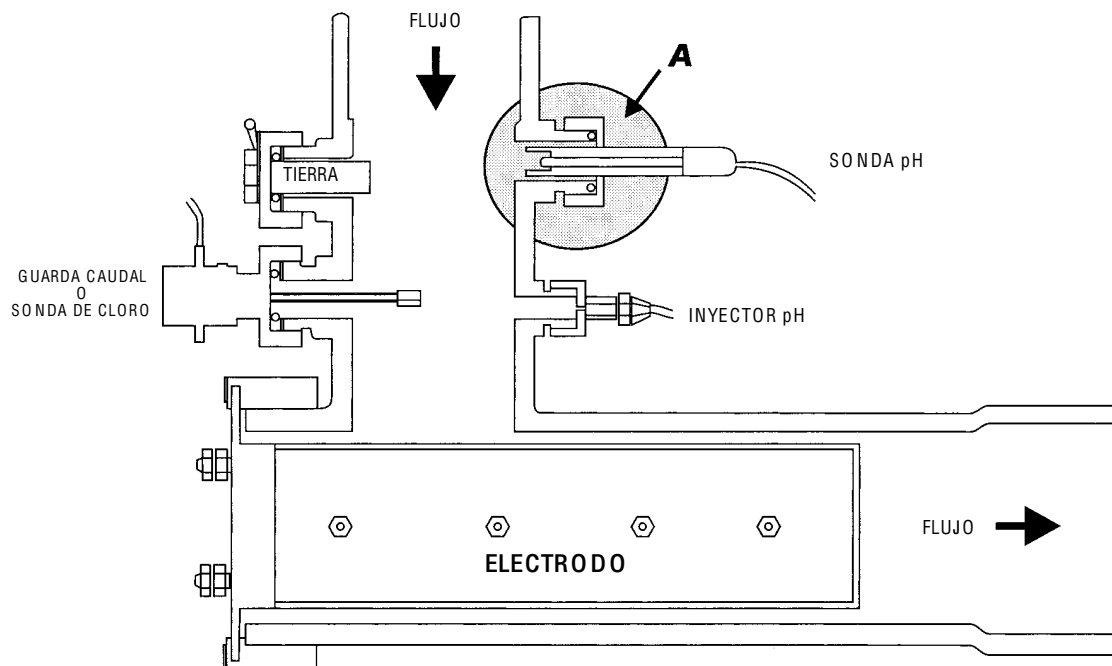 FLUJO
A
SONDA pH
TIERRA
GUARDA CAUDAL
O
SONDA DE CLORO
INYECTOR pH
FLUJO
ELECTRODO